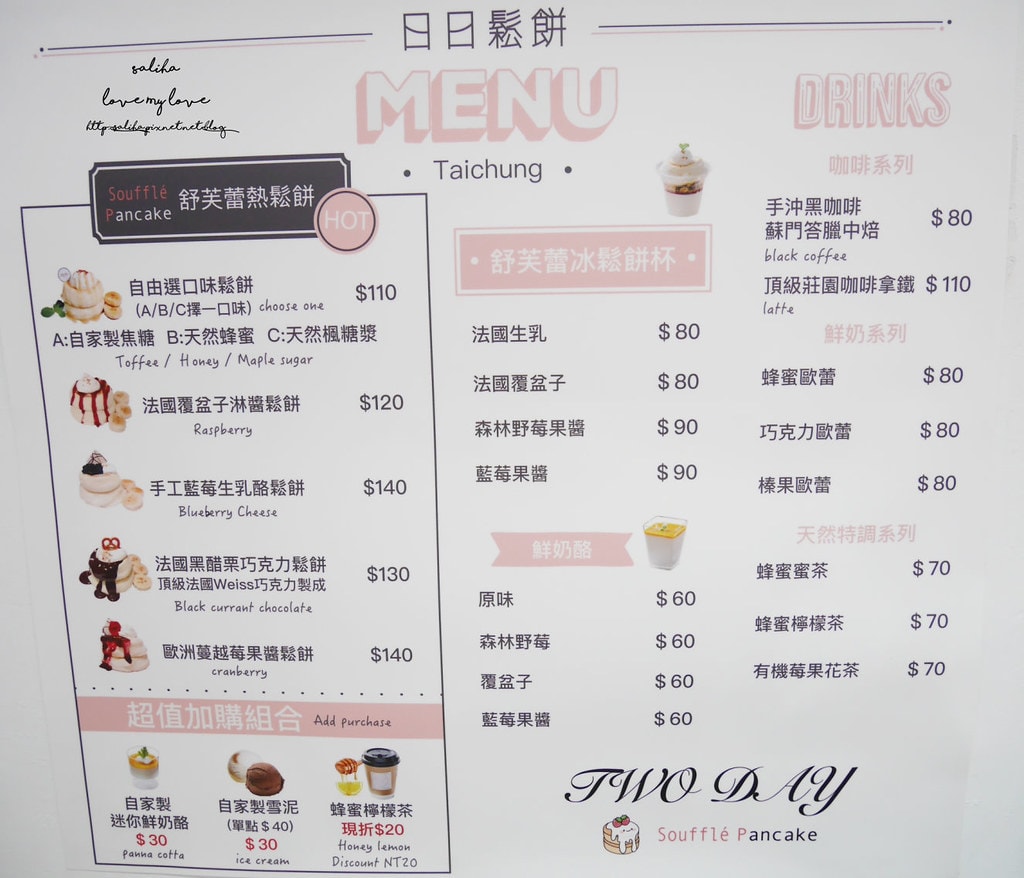 日日鬆餅
saliha
love my love
http:saliha.pixnet.net/blog
MENU
Taichung
Soufflé
Pancake
舒芙蕾熱鬆餅
HOT
自由選口味鬆餅
(A/B/C擇一口味) choose one
$110
A:自家製焦糖 B:天然蜂蜜 C:天然楓糖漿
Toffee / Honey / Maple sugar
法國覆盆子淋醬鬆餅 $120
Raspberry
手工藍莓生乳酪鬆餅 $140
Blueberry Cheese
法國黑醋栗巧克力鬆餅
頂級法國Weiss巧克力製成
$130
Black currant chocolate
歐洲蔓越莓果醬鬆餅 $140
cranberry
超值加購組合 Add purchase
自家製
迷你鮮奶酪
$30
panna cotta
自家製雪泥
(單點$40)
$30
ice cream
蜂蜜檸檬茶
現折$20
Honey lemon
Discount NT20
舒芙蕾冰鬆餅杯
法國生乳 $80
法國覆盆子 $80
森林野莓果醬 $90
藍莓果醬 $90
鮮奶酪
原味 $60
森林野莓 $60
覆盆子 $60
藍莓果醬 $60
DRINKS
咖啡系列
手沖黑咖啡
蘇門答臘中焙
$80
black coffee
頂級莊園咖啡拿鐵 $110
latte
鮮奶系列
蜂蜜歐蕾 $80
巧克力歐蕾 $80
榛果歐蕾 $80
天然特調系列
蜂蜜蜜茶 $70
蜂蜜檸檬茶 $70
有機莓果花茶 $70
TWO DAY
Soufflé Pancake